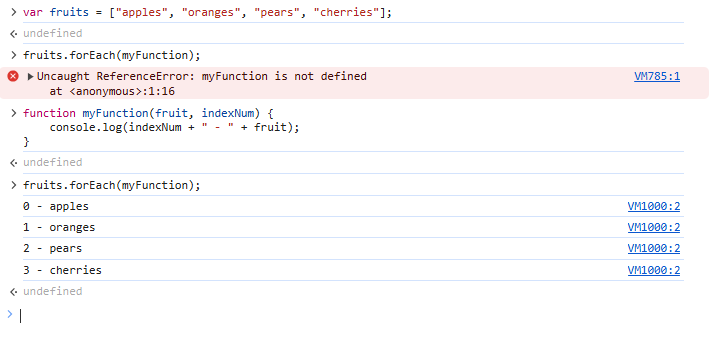 > var fruits = ["apples", "oranges", "pears", "cherries"];
undefined
> fruits.forEach(myFunction);
Uncaught ReferenceError: myFunction is not defined VM785:1
at <anonymous>:1:16
> function myFunction(fruit, indexNum) {
console.log(indexNum + " - " + fruit);
}
undefined
> fruits.forEach(myFunction);
0 - apples VM1000:2
1 - oranges VM1000:2
2 - pears VM1000:2
3 - cherries VM1000:2
undefined
>